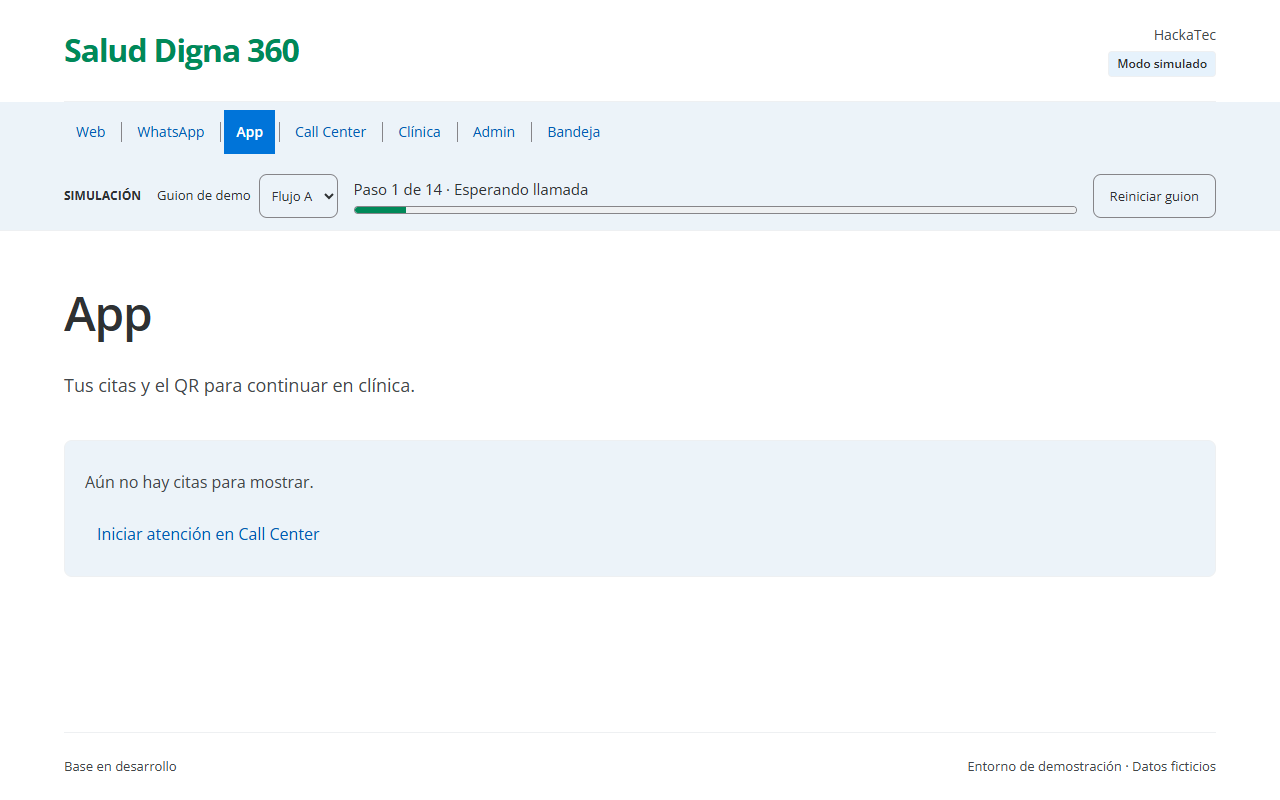 Salud Digna 360
HackaTec
Modo simulado
Web
WhatsApp
App
Call Center
Clínica
Admin
Bandeja
SIMULACIÓN
Guion de demo
Flujo A
Paso 1 de 14 · Esperando llamada
Reiniciar guion
App
Tus citas y el QR para continuar en clínica.
Aún no hay citas para mostrar.
Iniciar atención en Call Center
Base en desarrollo
Entorno de demostración · Datos ficticios